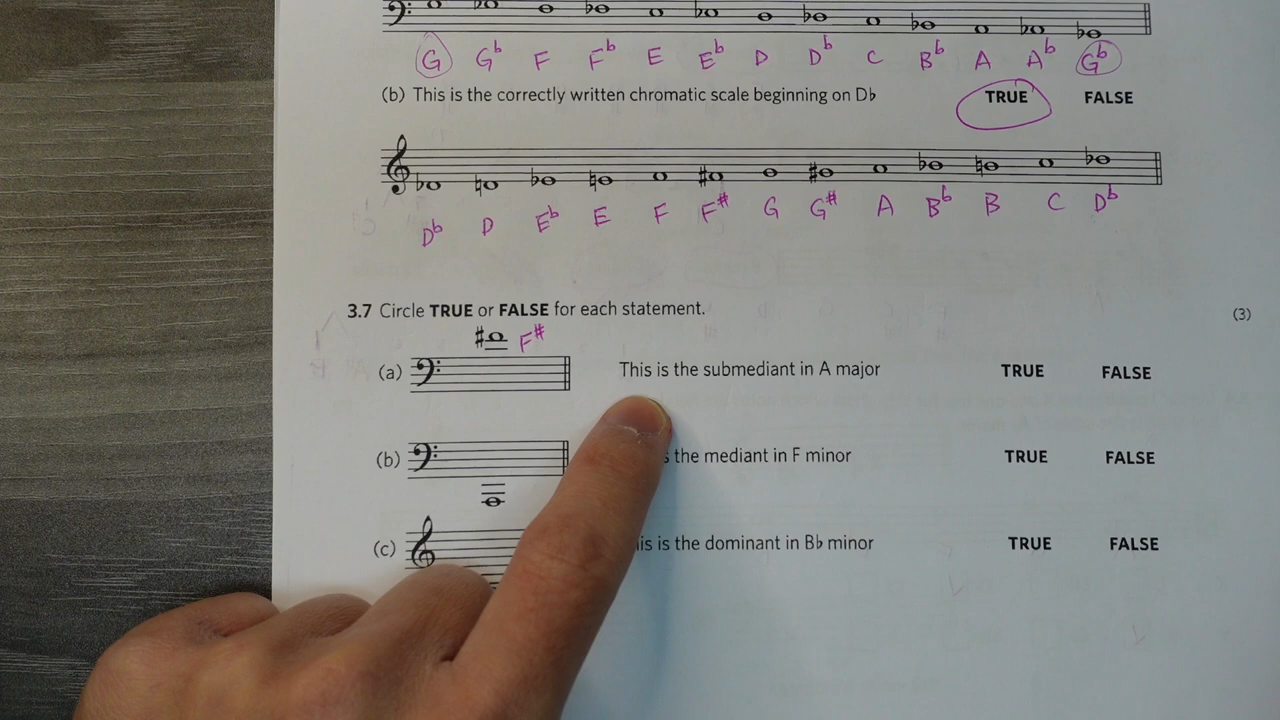 G G♭ F F♭ E E♭ D D♭ C B♭ A A♭ G♭
(b) This is the correctly written chromatic scale beginning on D♭ TRUE FALSE
D♭ D E♭ E F F# G G# A B♭ B C D♭
3.7 Circle TRUE or FALSE for each statement. (3)
F#
(a) This is the submediant in A major TRUE FALSE
(b) the mediant in F minor TRUE FALSE
(c) is the dominant in B♭ minor TRUE FALSE